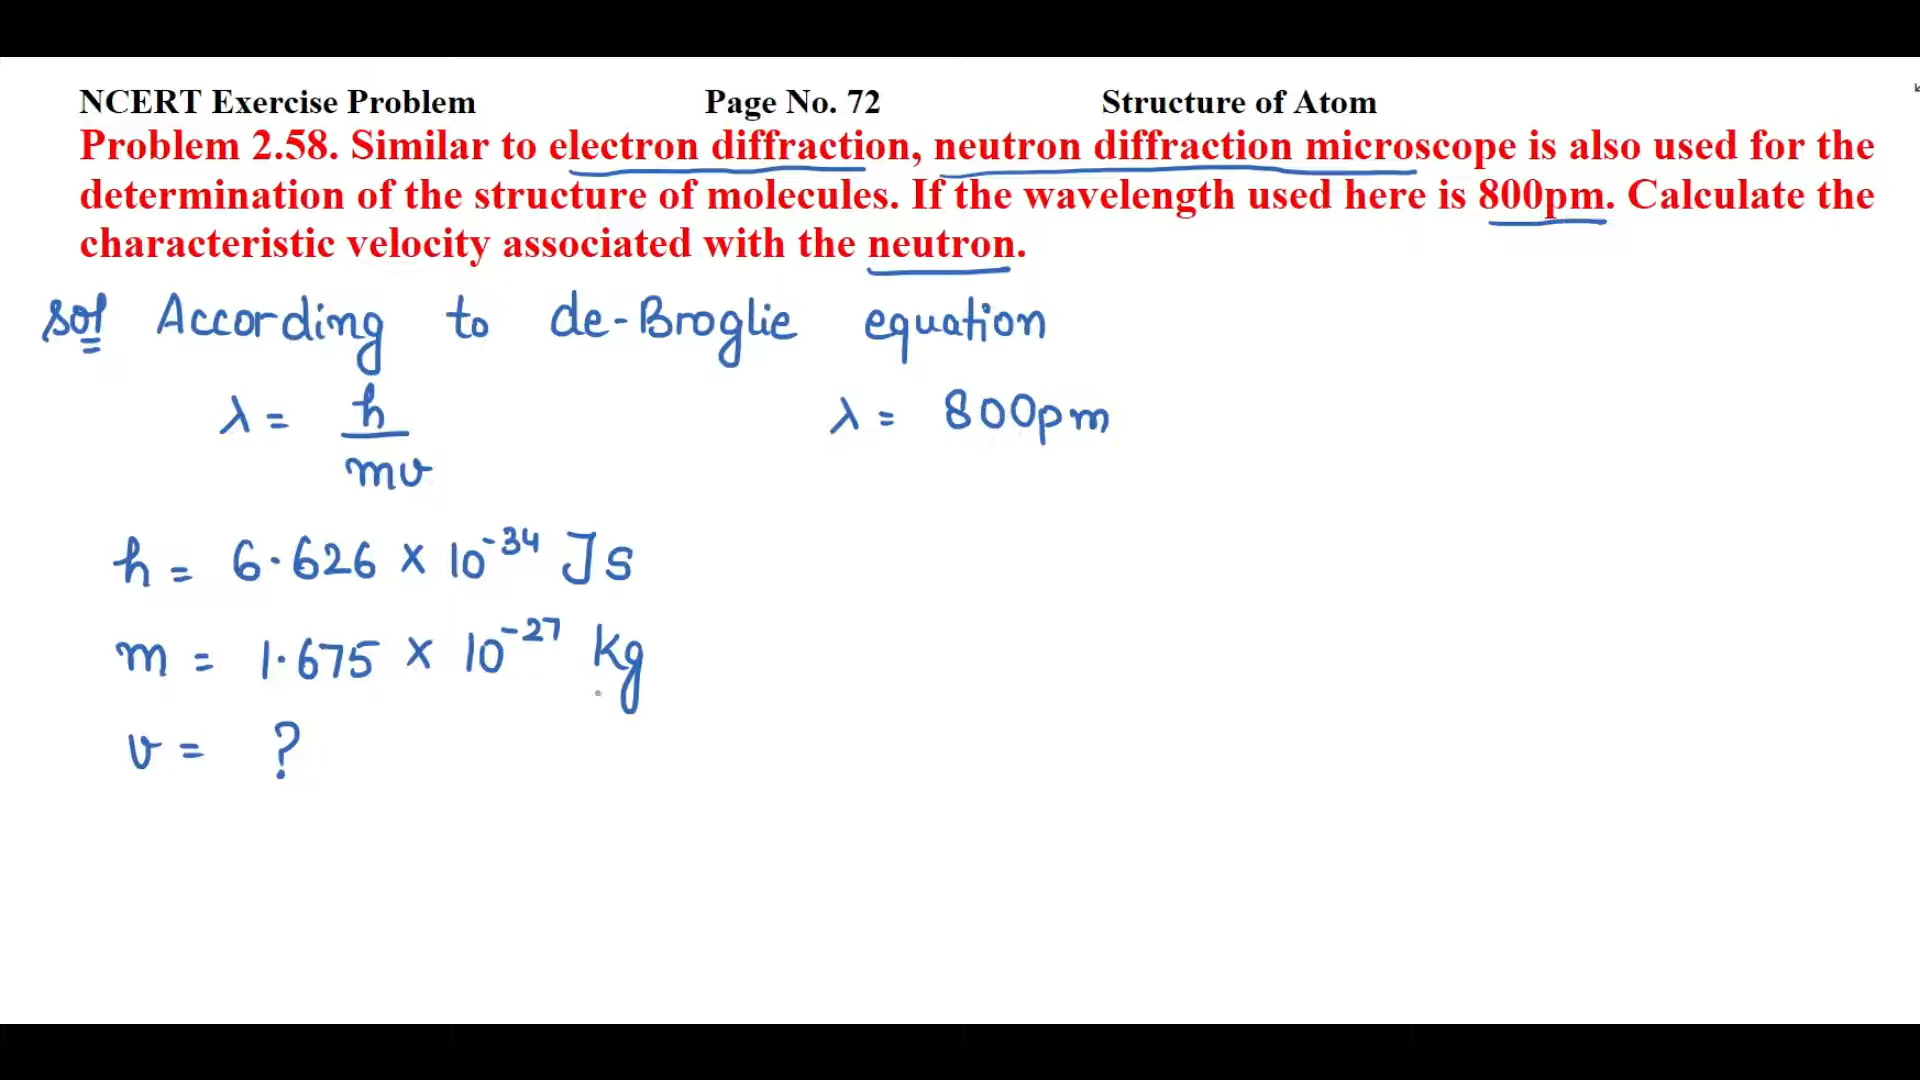 NCERT Exercise Problem Page No. 72 Structure of Atom
Problem 2.58. Similar to electron diffraction, neutron diffraction microscope is also used for the
determination of the structure of molecules. If the wavelength used here is 800pm. Calculate the
characteristic velocity associated with the neutron.
Sol According to de-Broglie equation
λ = h/mv λ = 800pm
h = 6.626 × 10⁻³⁴ Js
m = 1.675 × 10⁻²⁷ kg
v = ?